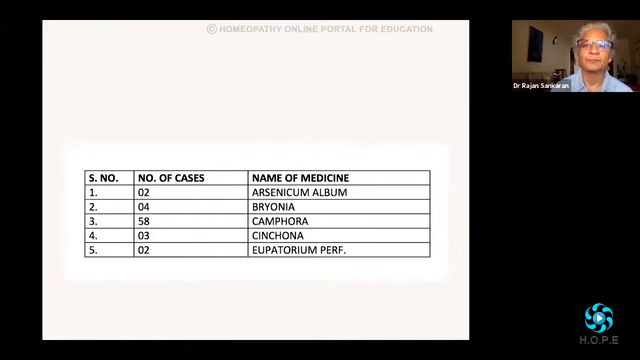 © HOMEOPATHY ONLINE PORTAL FOR EDUCATION
Dr Rajan Sankaran
S. NO. NO. OF CASES NAME OF MEDICINE
1. 02 ARSENICUM ALBUM
2. 04 BRYONIA
3. 58 CAMPHORA
4. 03 CINCHONA
5. 02 EUPATORIUM PERF.
H.O.P.E